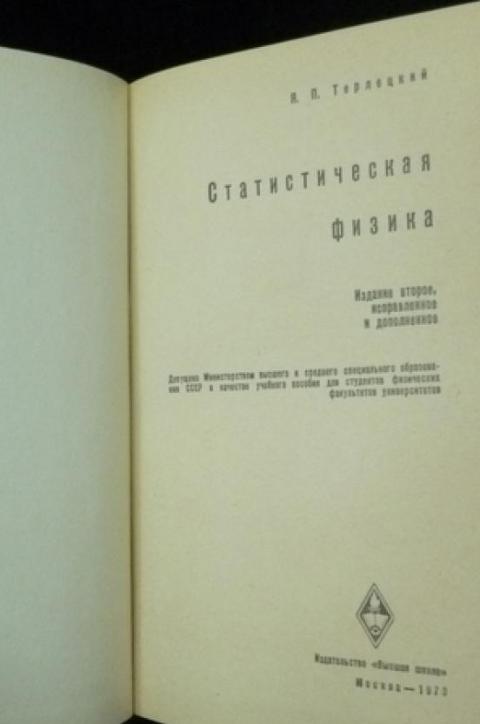 Я. П. Терлецкий
Статистическая
физика
Издание второе,
исправленное
и дополненное
Допущено Министерством высшего и среднего специального образова-
ния СССР в качестве учебного пособия для студентов физических
факультетов университетов
Издательство «Высшая школа»
Москва—1973